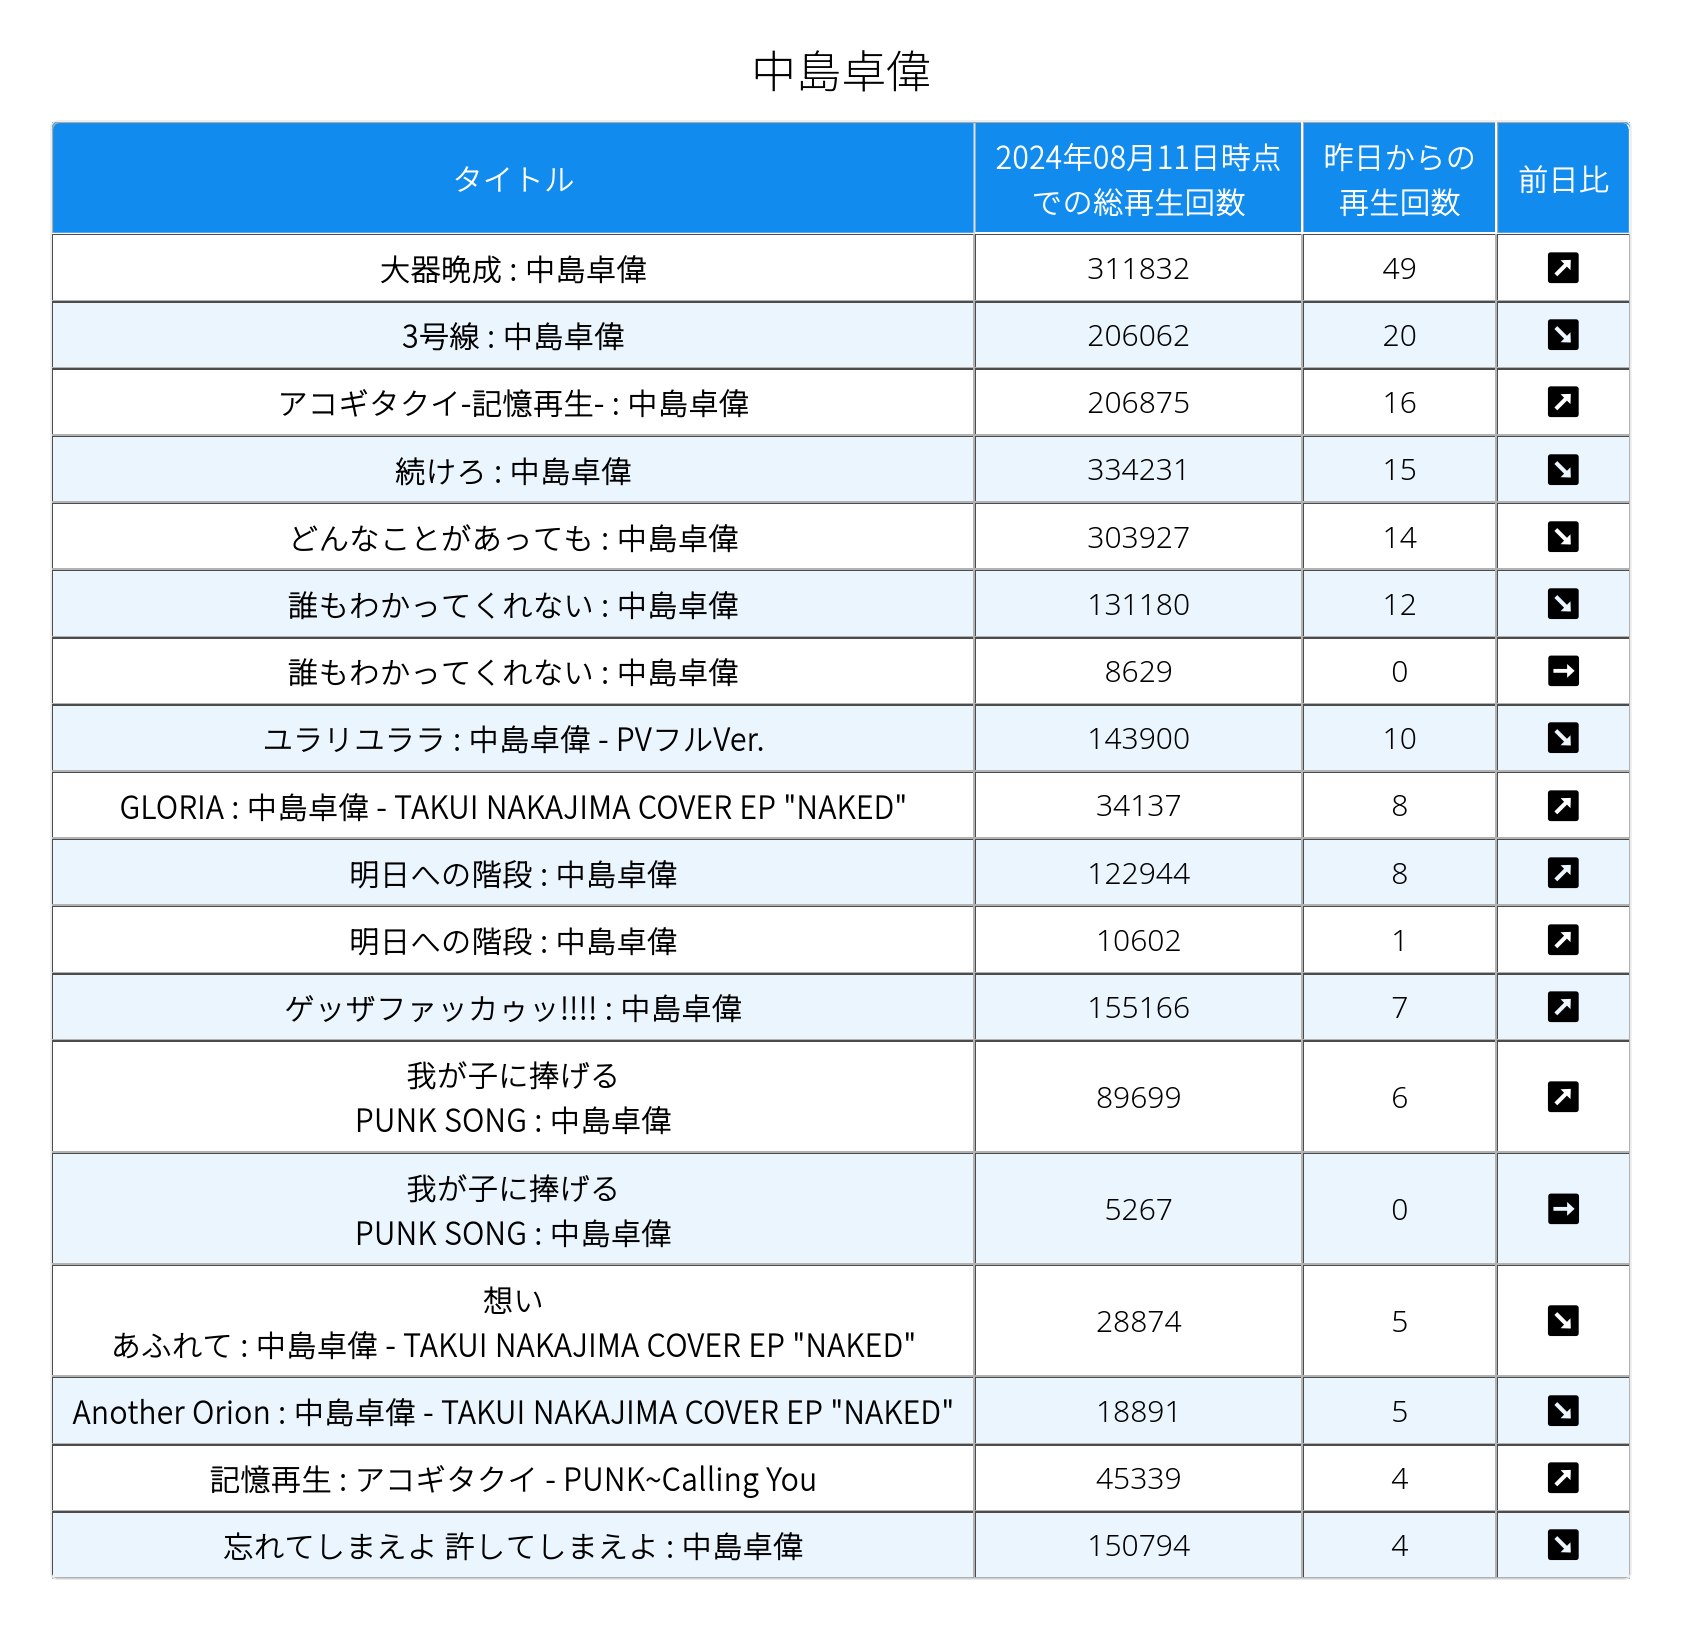 中島卓偉
タイトル
2024年08月11日時点
での総再生回数
昨日からの
再生回数
前日比
大器晩成 : 中島卓偉 311832 49 ↗
3号線 : 中島卓偉 206062 20 ↘
アコギタクイ-記憶再生- : 中島卓偉 206875 16 ↗
続けろ : 中島卓偉 334231 15 ↘
どんなことがあっても : 中島卓偉 303927 14 ↘
誰もわかってくれない : 中島卓偉 131180 12 ↘
誰もわかってくれない : 中島卓偉 8629 0 →
ユラリユララ : 中島卓偉 - PVフルVer. 143900 10 ↘
GLORIA : 中島卓偉 - TAKUI NAKAJIMA COVER EP "NAKED" 34137 8 ↗
明日への階段 : 中島卓偉 122944 8 ↗
明日への階段 : 中島卓偉 10602 1 ↗
ゲッザファッカゥッ!!!! : 中島卓偉 155166 7 ↗
我が子に捧げる
PUNK SONG : 中島卓偉 89699 6 ↗
我が子に捧げる
PUNK SONG : 中島卓偉 5267 0 →
想い
あふれて : 中島卓偉 - TAKUI NAKAJIMA COVER EP "NAKED" 28874 5 ↘
Another Orion : 中島卓偉 - TAKUI NAKAJIMA COVER EP "NAKED" 18891 5 ↘
記憶再生 : アコギタクイ - PUNK~Calling You 45339 4 ↗
忘れてしまえよ 許してしまえよ : 中島卓偉 150794 4 ↘